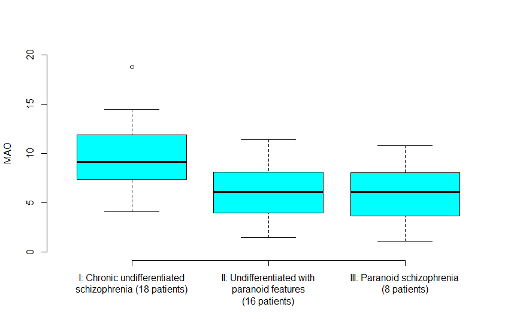 20
15
10
5
0
MAO
I: Chronic undifferentiated
schizophrenia (18 patients)
II: Undifferentiated with
paranoid features
(16 patients)
III: Paranoid schizophrenia
(8 patients)